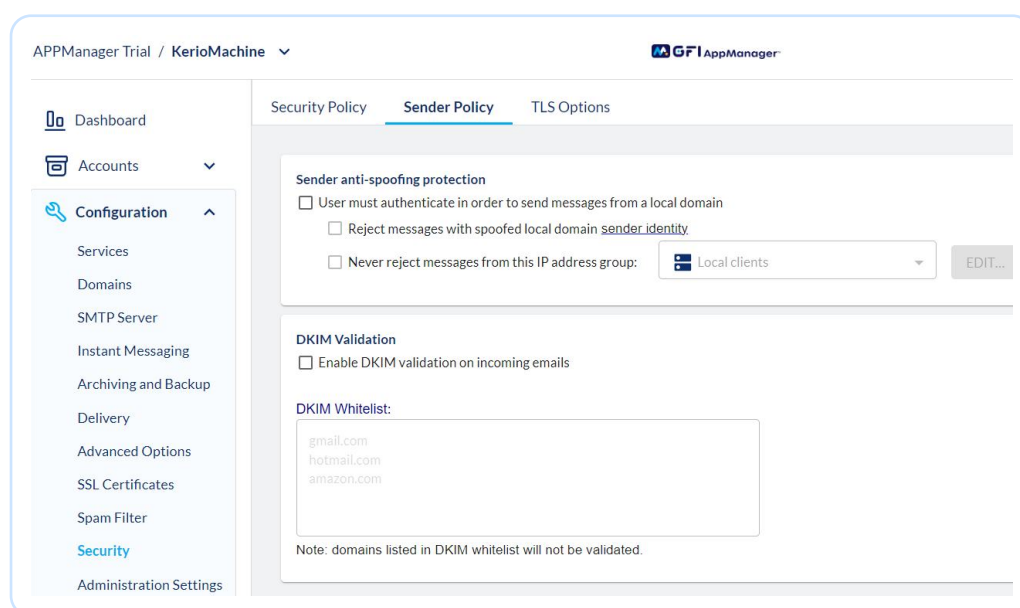 APPManager Trial / KerioMachine
GFI AppManager
Dashboard
Accounts
Configuration
Services
Domains
SMTP Server
Instant Messaging
Archiving and Backup
Delivery
Advanced Options
SSL Certificates
Spam Filter
Security
Administration Settings
Security Policy Sender Policy TLS Options
Sender anti-spoofing protection
User must authenticate in order to send messages from a local domain
Reject messages with spoofed local domain sender identity
Never reject messages from this IP address group: Local clients EDIT...
DKIM Validation
Enable DKIM validation on incoming emails
DKIM Whitelist:
gmail.com
hotmail.com
amazon.com
Note: domains listed in DKIM whitelist will not be validated.